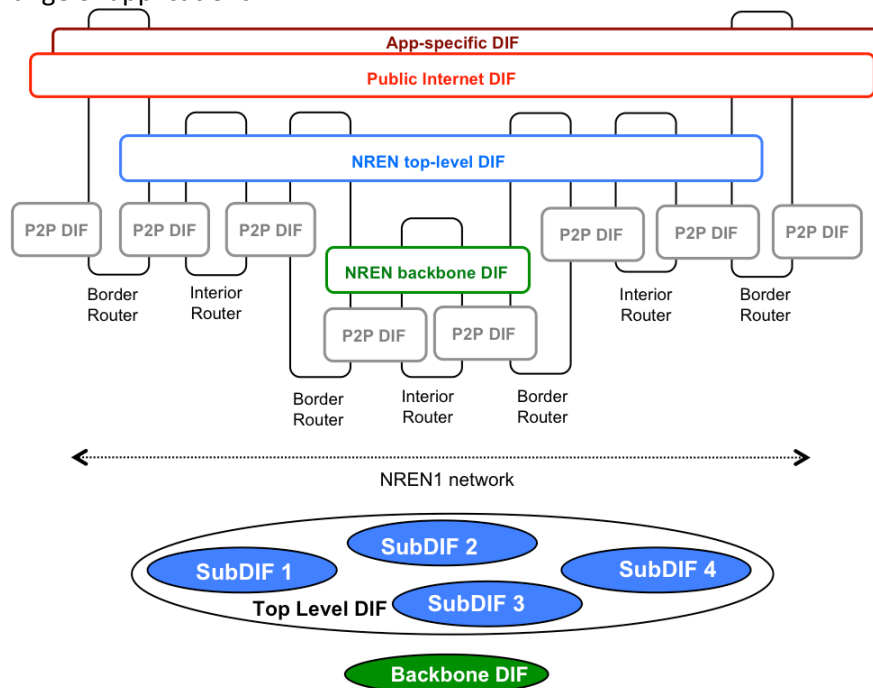 App-specific DIF
Public Internet DIF
NREN top-level DIF
P2P DIF
P2P DIF
P2P DIF
P2P DIF
P2P DIF
P2P DIF
NREN backbone DIF
Border
Router
Interior
Router
Interior
Router
Border
Router
P2P DIF
P2P DIF
Border
Router
Interior
Router
Border
Router
NREN1 network
SubDIF 1
SubDIF 2
SubDIF 3
SubDIF 4
Top Level DIF
Backbone DIF